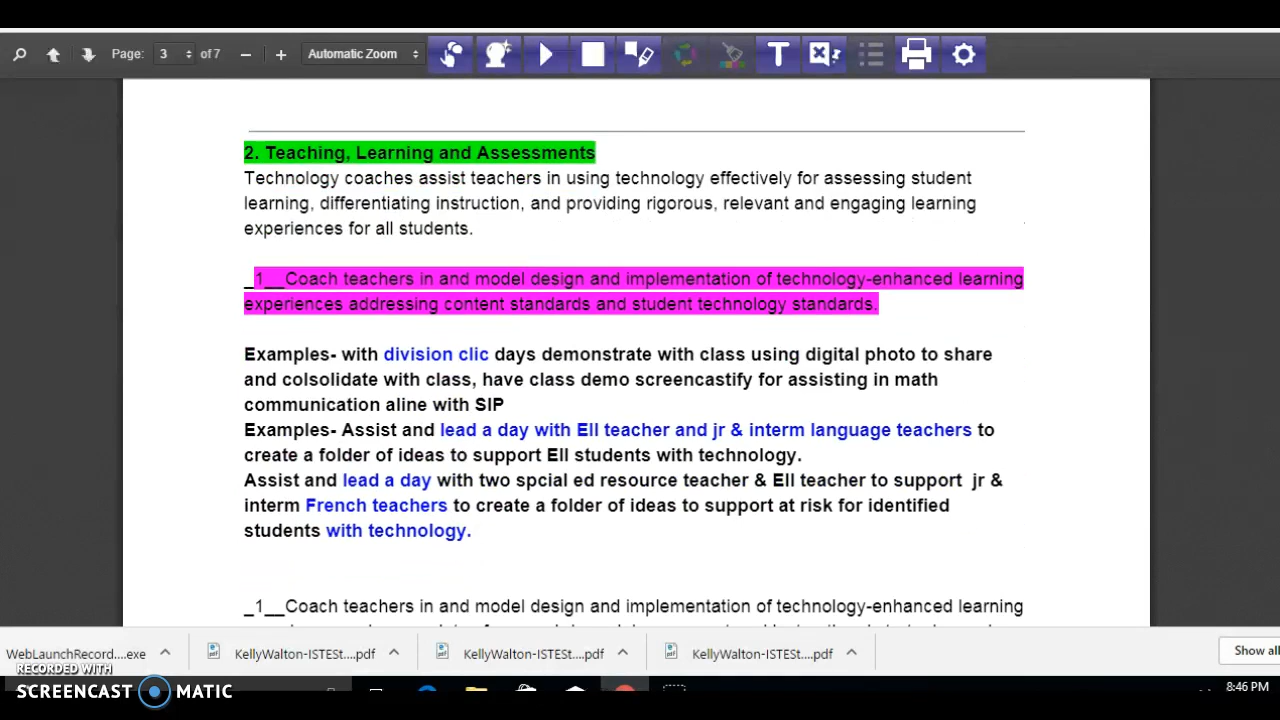 Page: 3 of 7 Automatic Zoom
2. Teaching, Learning and Assessments
Technology coaches assist teachers in using technology effectively for assessing student
learning, differentiating instruction, and providing rigorous, relevant and engaging learning
experiences for all students.
_1__Coach teachers in and model design and implementation of technology-enhanced learning
experiences addressing content standards and student technology standards.
Examples- with division clic days demonstrate with class using digital photo to share
and colsolidate with class, have class demo screencastify for assisting in math
communication aline with SIP
Examples- Assist and lead a day with Ell teacher and jr & interm language teachers to
create a folder of ideas to support Ell students with technology.
Assist and lead a day with two spcial ed resource teacher & Ell teacher to support jr &
interm French teachers to create a folder of ideas to support at risk for identified
students with technology.
_1__Coach teachers in and model design and implementation of technology-enhanced learning
WebLaunchRecord....exe KellyWalton-ISTESt....pdf KellyWalton-ISTESt....pdf KellyWalton-ISTESt....pdf Show all
RECORDED WITH
SCREENCAST MATIC
8:46 PM